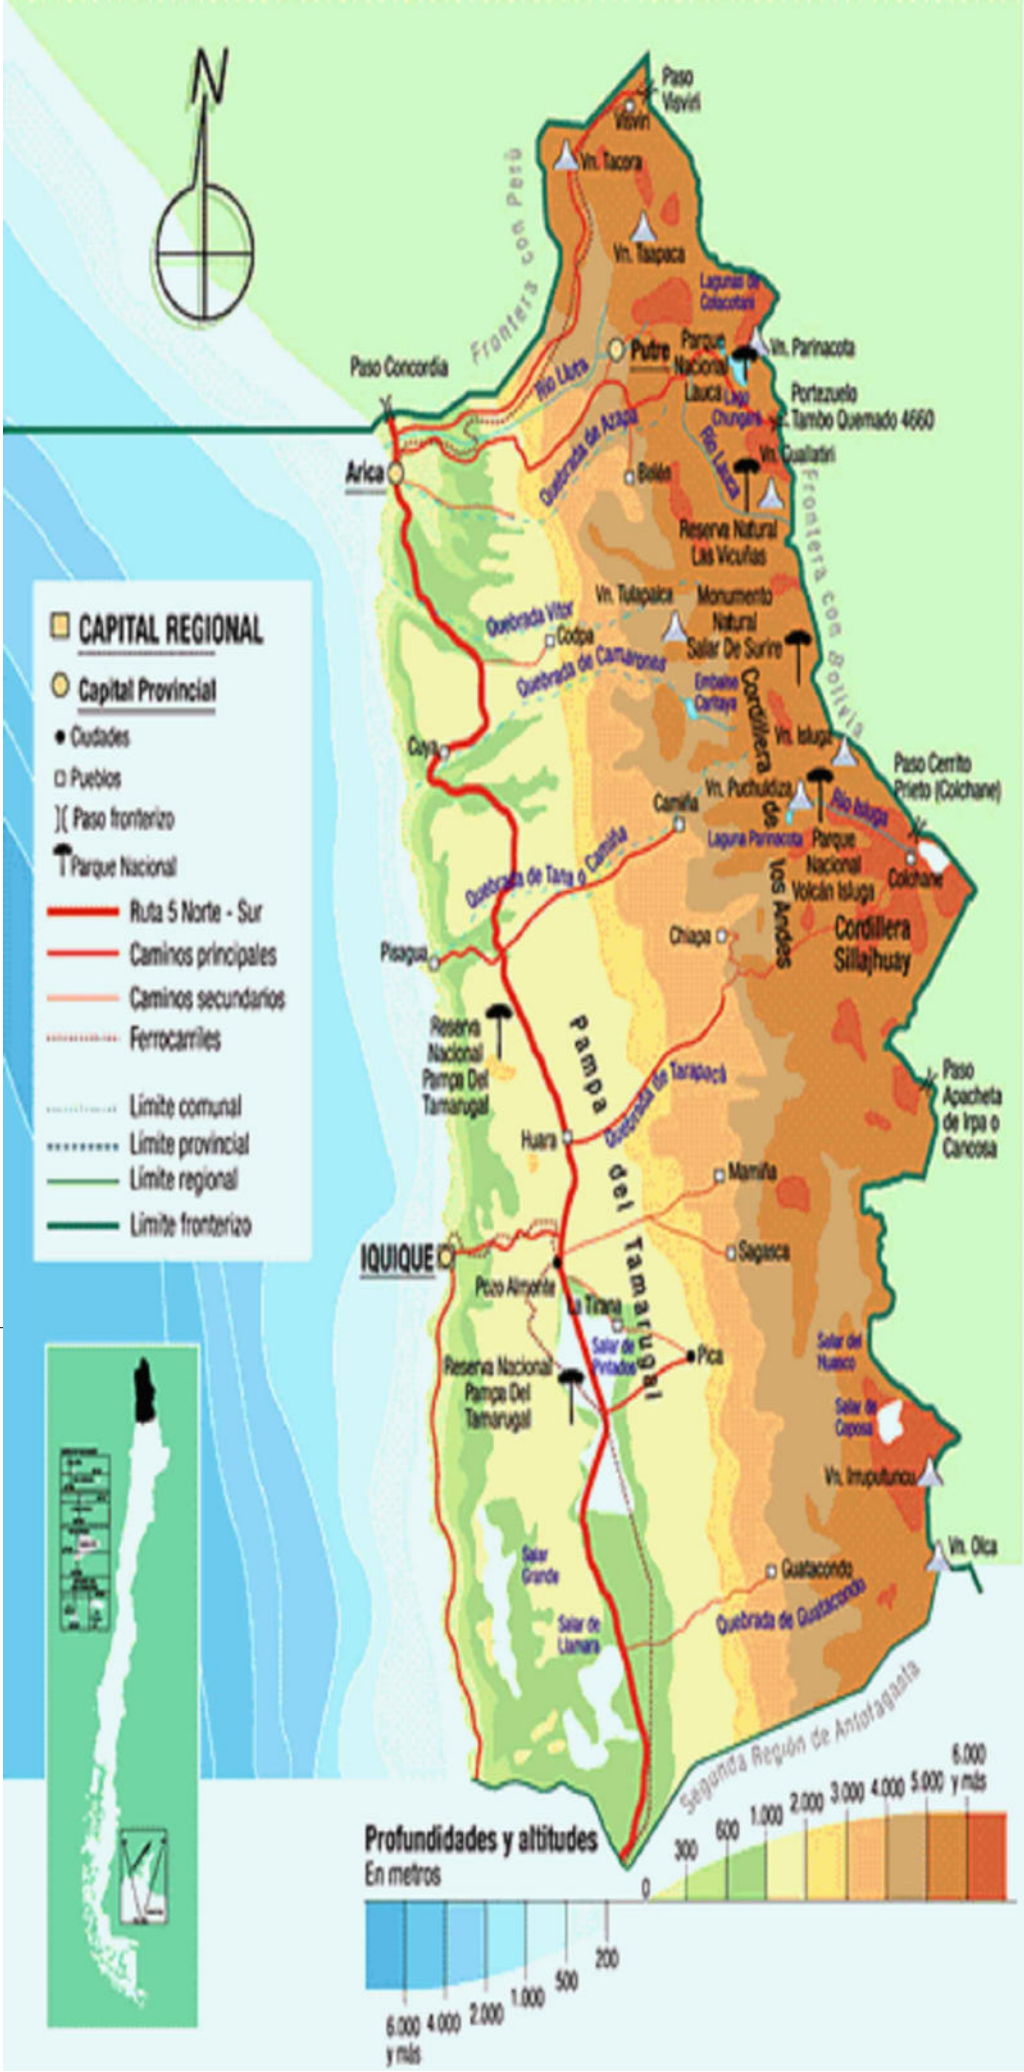 N
Paso
Visviri
Visviri
Vn. Tacora
Frontera con Perú
Vn. Taapaca
Lagunas de
Cotacotani
Paso Concordia
Río Lluta
Putre
Parque
Nacional
Lauca
Vn. Parinacota
Lago
Chungará
Portezuelo
Tambo Quemado 4660
Quebrada de Azapa
Río Lauca
Arica
Belén
Vn. Guallatiri
Frontera con Bolivia
Reserva Natural
Las Vicuñas
Vn. Tulapalca
Monumento
Natural
Salar De Surire
Quebrada Vitor
Codpa
Quebrada de Camarones
Embalse
Caritaya
Cordillera de los Andes
Vn. Isluga
Cuya
Paso Cerrito
Prieto (Colchane)
Vn. Puchuldiza
Río Isluga
Camiña
Laguna Parinacota
Parque
Nacional
Volcán Isluga
Colchane
Quebrada de Tana o Camiña
Chiapa
Cordillera
Sillajhuay
Pisagua
Reserva
Nacional
Pampa Del
Tamarugal
Pampa del Tamarugal
Quebrada de Tarapacá
Paso
Apacheta
de Irpa o
Cancosa
Huara
Mamiña
IQUIQUE
Sagasca
Pozo Almonte
La Tirana
Salar de
Pintados
Pica
Salar del
Huasco
Reserva Nacional
Pampa Del
Tamarugal
Salar de
Coposa
Vn. Irruputuncu
Vn. Olca
Salar
Grande
Guatacondo
Quebrada de Guatacondo
Salar de
Llamara
Segunda Región de Antofagasta
CAPITAL REGIONAL
Capital Provincial
Ciudades
Pueblos
Paso fronterizo
Parque Nacional
Ruta 5 Norte - Sur
Caminos principales
Caminos secundarios
Ferrocarriles
Límite comunal
Límite provincial
Límite regional
Límite fronterizo
Profundidades y altitudes
En metros
0
300
600
1.000
2.000
3.000
4.000
5.000
6.000
y más
6.000
y más
4.000
2.000
1.000
500
200